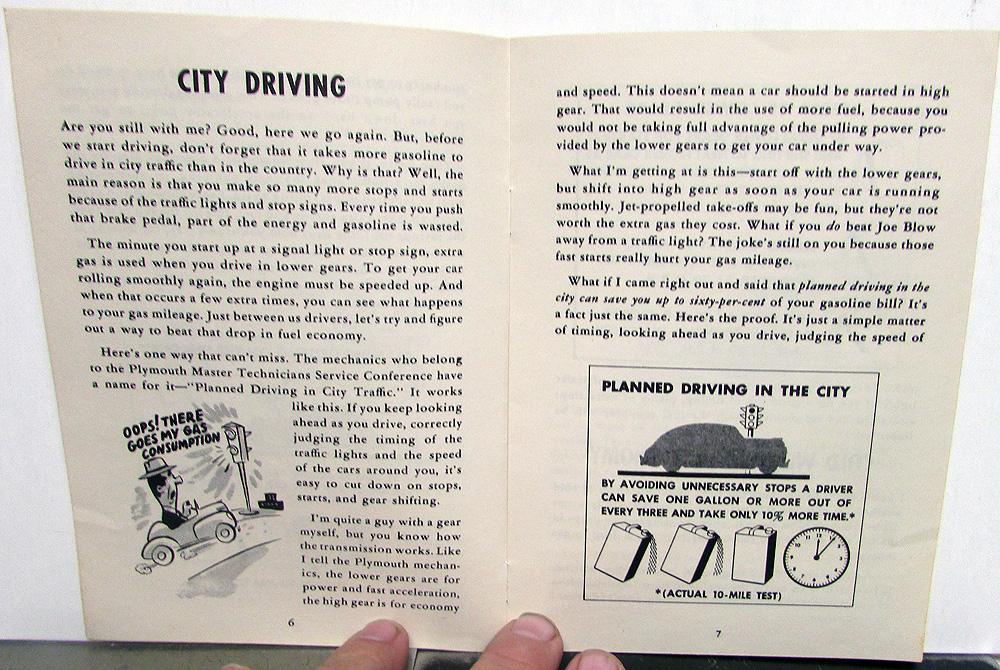 CITY DRIVING
Are you still with me? Good, here we go again. But, before
we start driving, don't forget that it takes more gasoline to
drive in city traffic than in the country. Why is that? Well, the
main reason is that you make so many more stops and starts
because of the traffic lights and stop signs. Every time you push
that brake pedal, part of the energy and gasoline is wasted.
The minute you start up at a signal light or stop sign, extra
gas is used when you drive in lower gears. To get your car
rolling smoothly again, the engine must be speeded up. And
when that occurs a few extra times, you can see what happens
to your gas mileage. Just between us drivers, let's try and figure
out a way to beat that drop in fuel economy.
Here's one way that can't miss. The mechanics who belong
to the Plymouth Master Technicians Service Conference have
a name for it—"Planned Driving in City Traffic." It works
like this. If you keep looking
ahead as you drive, correctly
judging the timing of the
traffic lights and the speed
of the cars around you, it's
easy to cut down on stops,
starts, and gear shifting.
OOPS! THERE
GOES MY GAS
CONSUMPTION
I'm quite a guy with a gear
myself, but you know how
the transmission works. Like
I tell the Plymouth mechan-
ics, the lower gears are for
power and fast acceleration,
the high gear is for economy
6
and speed. This doesn't mean a car should be started in high
gear. That would result in the use of more fuel, because you
would not be taking full advantage of the pulling power pro-
vided by the lower gears to get your car under way.
What I'm getting at is this—start off with the lower gears,
but shift into high gear as soon as your car is running
smoothly. Jet-propelled take-offs may be fun, but they're not
worth the extra gas they cost. What if you do beat Joe Blow
away from a traffic light? The joke's still on you because those
fast starts really hurt your gas mileage.
What if I came right out and said that planned driving in the
city can save you up to sixty-per-cent of your gasoline bill? It's
a fact just the same. Here's the proof. It's just a simple matter
of timing, looking ahead as you drive, judging the speed of
PLANNED DRIVING IN THE CITY
BY AVOIDING UNNECESSARY STOPS A DRIVER
CAN SAVE ONE GALLON OR MORE OUT OF
EVERY THREE AND TAKE ONLY 10% MORE TIME.*
*(ACTUAL 10-MILE TEST)
7